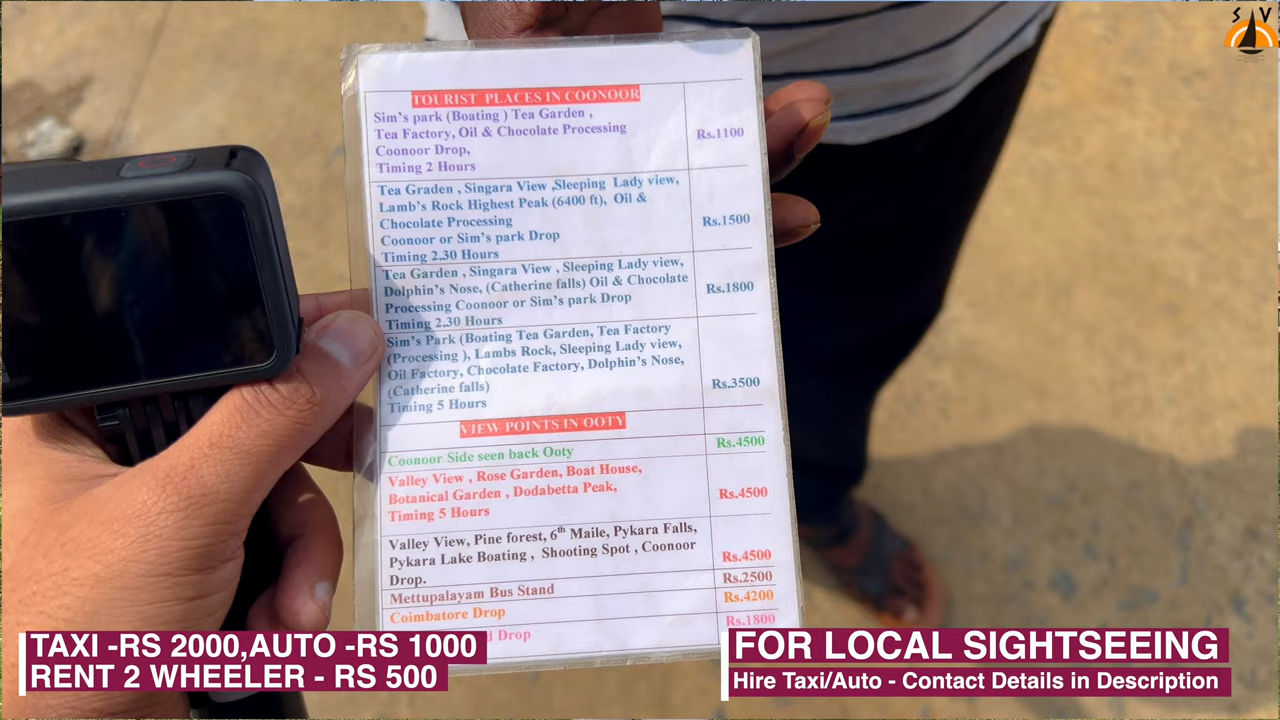 S V
TOURIST PLACES IN COONOOR
Sim's park (Boating ) Tea Garden ,
Tea Factory, Oil & Chocolate Processing
Coonoor Drop,
Timing 2 Hours
Rs.1100
Tea Graden , Singara View ,Sleeping Lady view,
Lamb's Rock Highest Peak (6400 ft), Oil &
Chocolate Processing
Coonoor or Sim's park Drop
Timing 2.30 Hours
Rs.1500
Tea Garden , Singara View , Sleeping Lady view,
Dolphin's Nose, (Catherine falls) Oil & Chocolate
Processing Coonoor or Sim's park Drop
Timing 2.30 Hours
Rs.1800
Sim's Park (Boating Tea Garden, Tea Factory
(Processing ), Lambs Rock, Sleeping Lady view,
Oil Factory, Chocolate Factory, Dolphin's Nose,
(Catherine falls)
Timing 5 Hours
Rs.3500
VIEW POINTS IN OOTY
Coonoor Side seen back Ooty
Rs.4500
Valley View , Rose Garden, Boat House,
Botanical Garden , Dodabetta Peak,
Timing 5 Hours
Rs.4500
Valley View, Pine forest, 6th Maile, Pykara Falls,
Pykara Lake Boating , Shooting Spot , Coonoor
Drop.
Rs.4500
Mettupalayam Bus Stand
Rs.2500
Coimbatore Drop
Rs.4200
Drop
Rs.1800
TAXI -RS 2000,AUTO -RS 1000
RENT 2 WHEELER - RS 500
FOR LOCAL SIGHTSEEING
Hire Taxi/Auto - Contact Details in Description